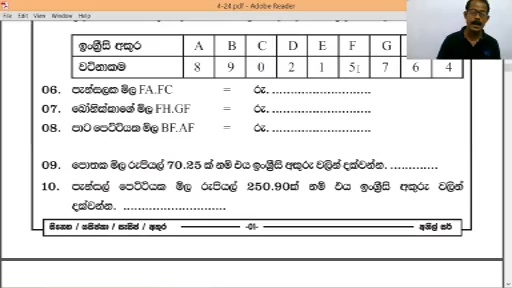 4-24.pdf - Adobe Reader
File Edit View Window Help
ඉංග්‍රීසි අකුර A B C D E F G
වටිනාකම 8 9 0 2 1 5 7 6 4
06. පැන්සලක මිල FA.FC = රු. ..............................
07. බෝනික්කාගේ මිල FH.GF = රු. ..............................
08. පාට පෙට්ටියක මිල BF.AF = රු. ..............................
09. පොතක මිල රුපියල් 70.25 ක් නම් එය ඉංග්‍රීසි අකුරු වලින් දක්වන්න. .............
10. පැන්සල් පෙට්ටියක මිල රුපියල් 250.90ක් නම් එය ඉංග්‍රීසි අකුරු වලින්
දක්වන්න. ............................
-01- අනිල් සර්